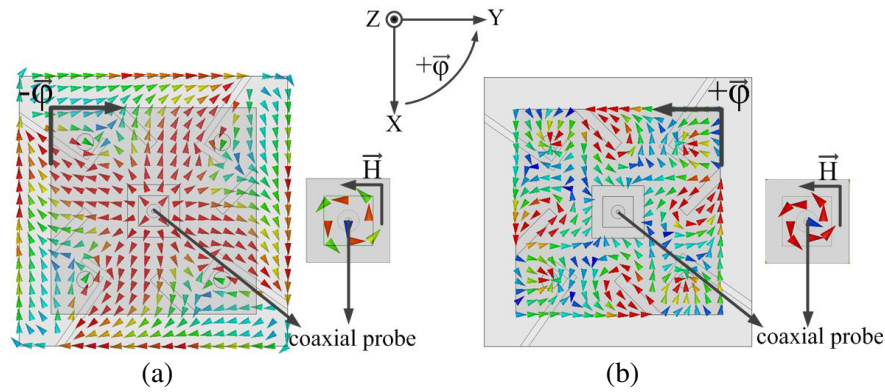 Z
Y
+φ⃗
X
-φ⃗
H⃗
coaxial probe
(a)
+φ⃗
H⃗
coaxial probe
(b)